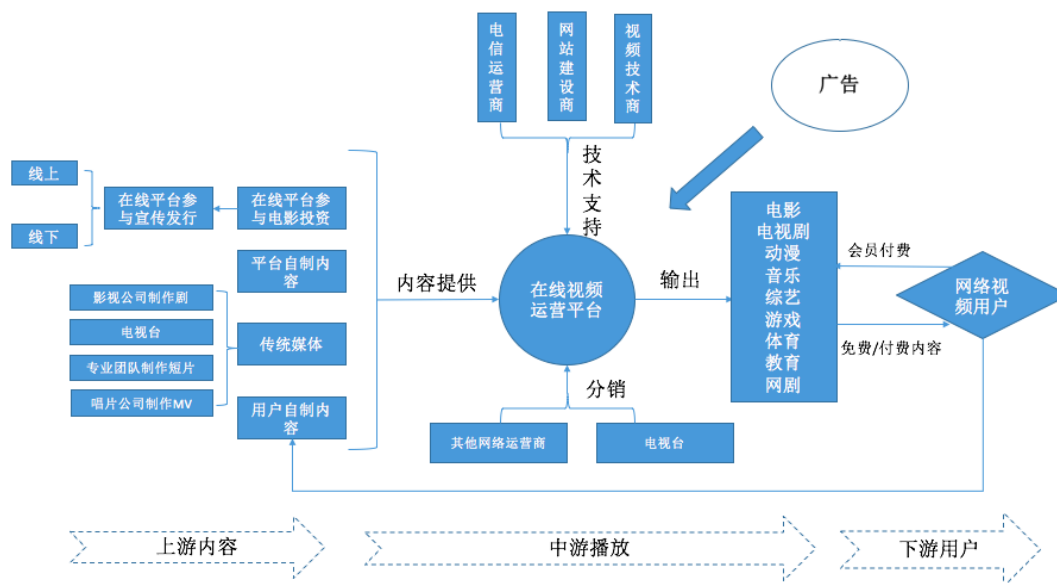 电信运营商
网站建设商
视频技术商
广告
技术支持
线上
线下
在线平台参
与宣传发行
在线平台参
与电影投资
平台自制内
容
影视公司制作剧
电视台
专业团队制作短片
唱片公司制作MV
传统媒体
用户自制内
容
内容提供
在线视频
运营平台
输出
电影
电视剧
动漫
音乐
综艺
游戏
体育
教育
网剧
会员付费
免费/付费内容
网络视
频用户
分销
其他网络运营商
电视台
上游内容
中游播放
下游用户